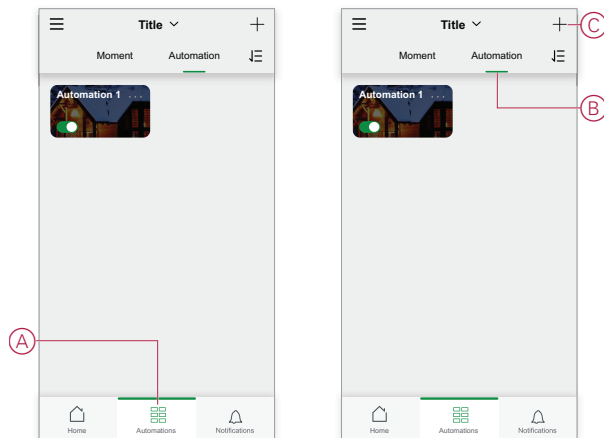 Title
Moment Automation
Automation 1 ...
Home Automations Notifications
A
Title
Moment Automation
Automation 1 ...
Home Automations Notifications
C
B